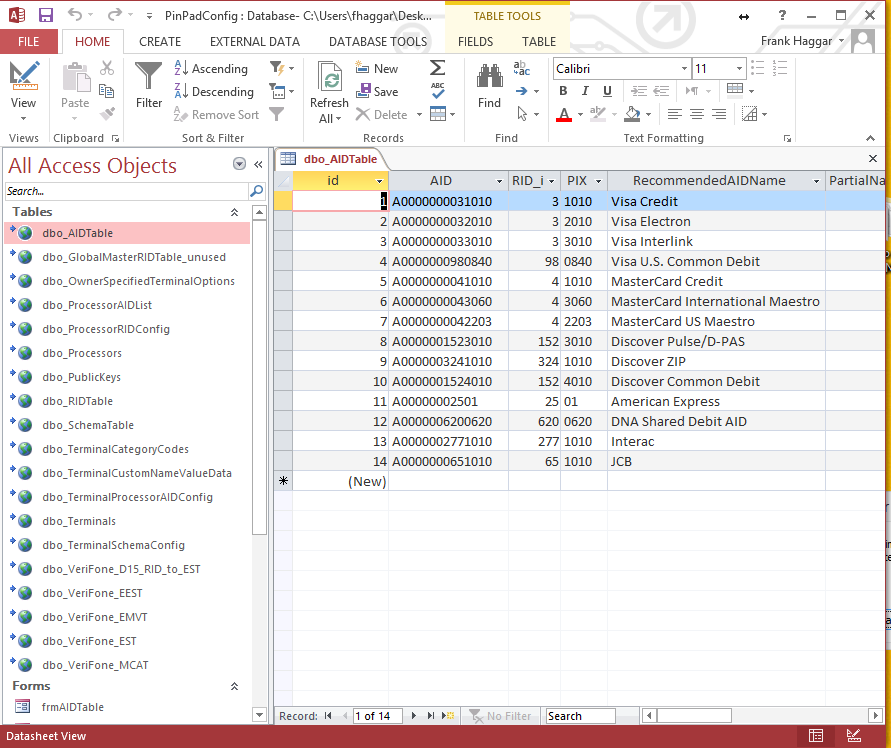 PinPadConfig : Database- C:\Users\fhaggar\Desk...
TABLE TOOLS
?
FILE HOME CREATE EXTERNAL DATA DATABASE TOOLS FIELDS TABLE
Frank Haggar
View
Views
Paste
Clipboard
Filter
Ascending
Descending
Remove Sort
Sort & Filter
Refresh
All
New
Save
Delete
Σ
ABC
Records
Find
ab
ac
Find
Calibri 11
B I U
A ab
Text Formatting
All Access Objects
Search...
Tables
dbo_AIDTable
dbo_GlobalMasterRIDTable_unused
dbo_OwnerSpecifiedTerminalOptions
dbo_ProcessorAIDList
dbo_ProcessorRIDConfig
dbo_Processors
dbo_PublicKeys
dbo_RIDTable
dbo_SchemaTable
dbo_TerminalCategoryCodes
dbo_TerminalCustomNameValueData
dbo_TerminalProcessorAIDConfig
dbo_Terminals
dbo_TerminalSchemaConfig
dbo_VeriFone_D15_RID_to_EST
dbo_VeriFone_EEST
dbo_VeriFone_EMVT
dbo_VeriFone_EST
dbo_VeriFone_MCAT
Forms
frmAIDTable
dbo_AIDTable
id AID RID_i PIX RecommendedAIDName PartialNa
1 A0000000031010 3 1010 Visa Credit
2 A0000000032010 3 2010 Visa Electron
3 A0000000033010 3 3010 Visa Interlink
4 A0000000980840 98 0840 Visa U.S. Common Debit
5 A0000000041010 4 1010 MasterCard Credit
6 A0000000043060 4 3060 MasterCard International Maestro
7 A0000000042203 4 2203 MasterCard US Maestro
8 A0000001523010 152 3010 Discover Pulse/D-PAS
9 A0000003241010 324 1010 Discover ZIP
10 A0000001524010 152 4010 Discover Common Debit
11 A00000002501 25 01 American Express
12 A0000006200620 620 0620 DNA Shared Debit AID
13 A0000002771010 277 1010 Interac
14 A0000000651010 65 1010 JCB
(New)
Record: 1 of 14 No Filter Search
Datasheet View